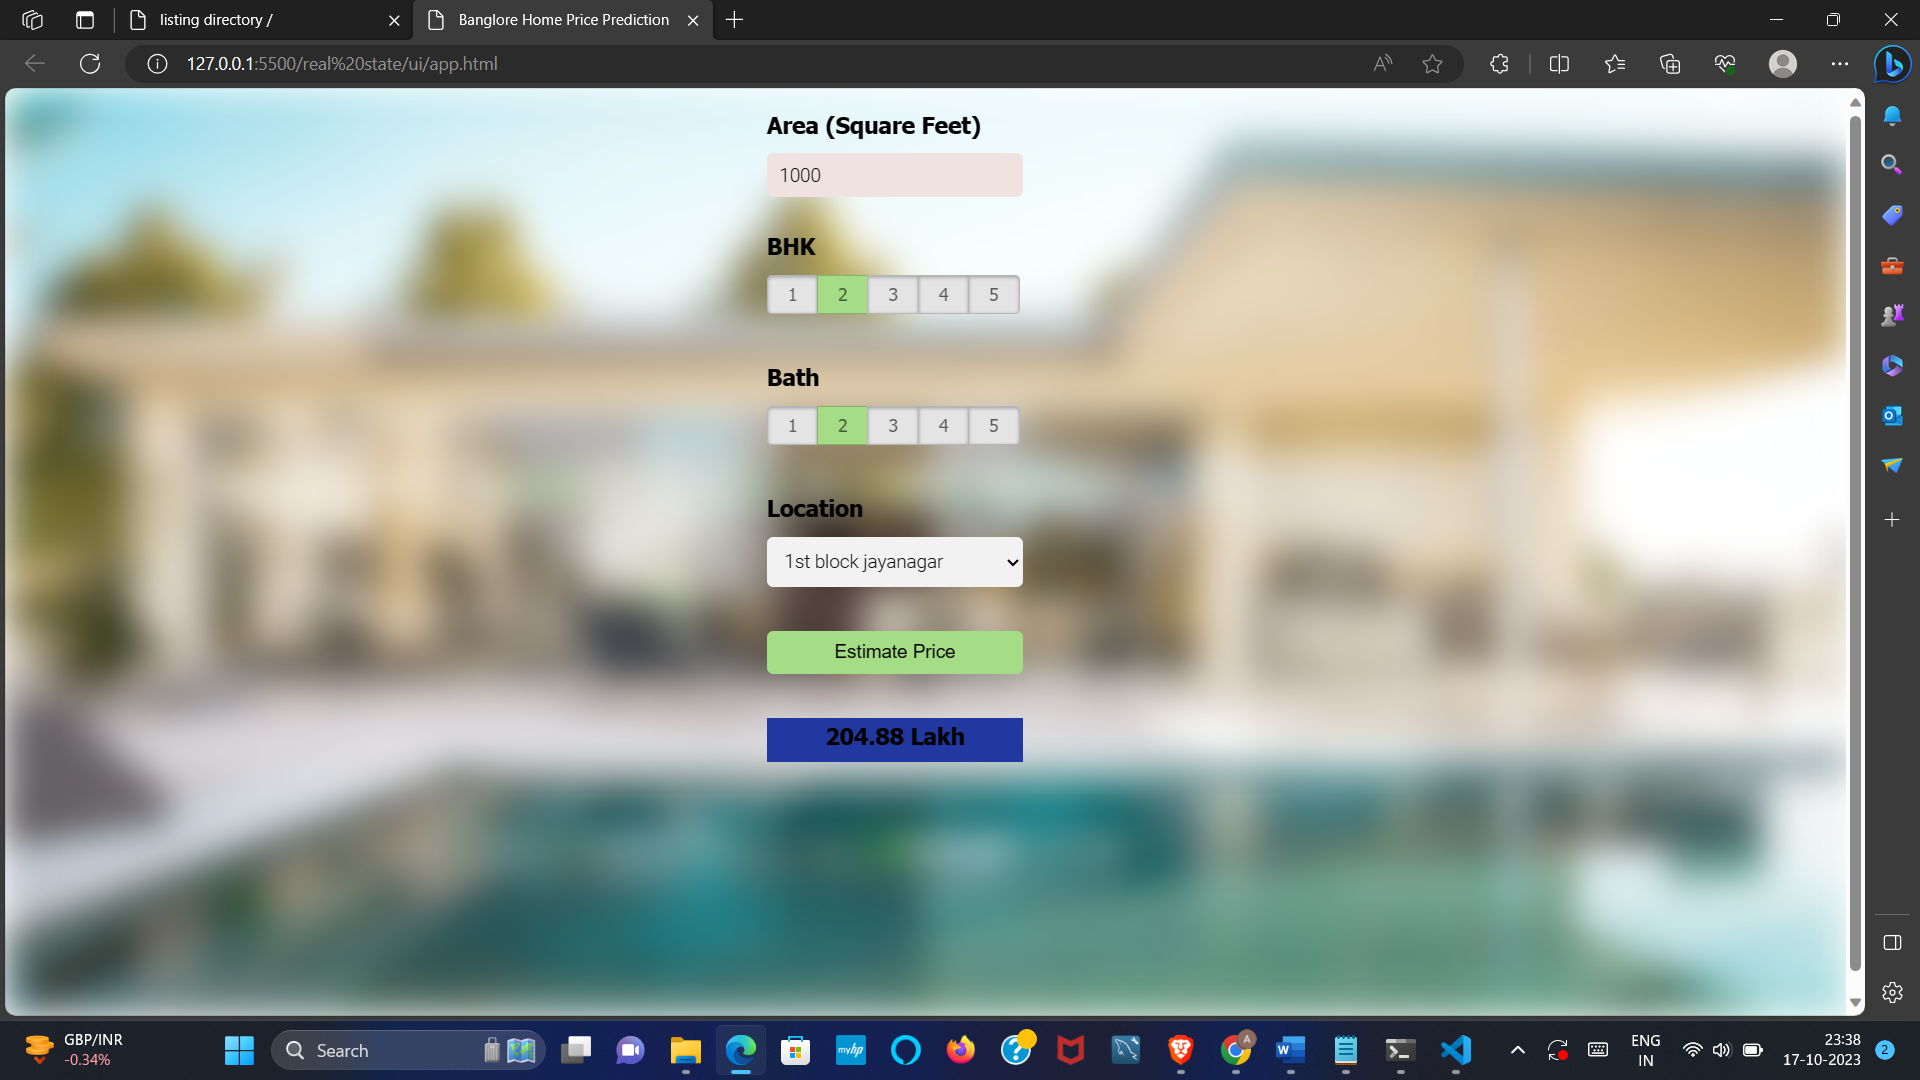 listing directory /
Banglore Home Price Prediction
127.0.0.1:5500/real%20state/ui/app.html
Area (Square Feet)
1000
BHK
1 2 3 4 5
Bath
1 2 3 4 5
Location
1st block jayanagar
Estimate Price
204.88 Lakh
GBP/INR
-0.34%
Search
myhp
A
ENG
IN
23:38
17-10-2023
2